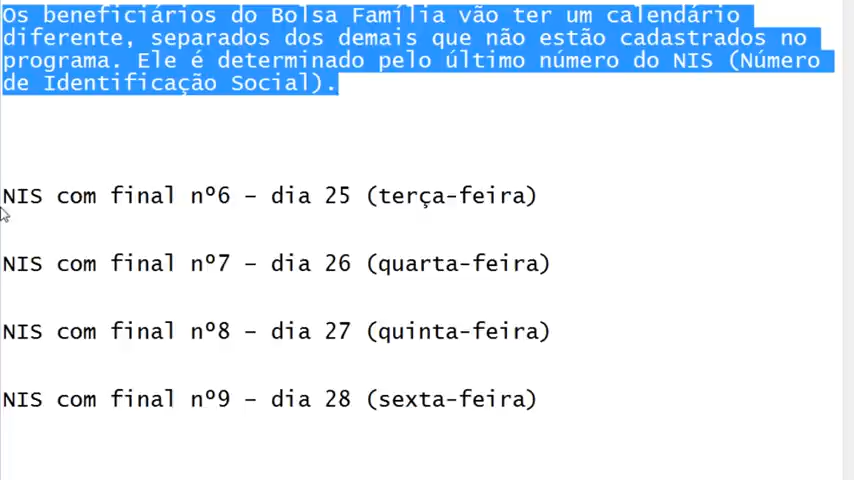 Os beneficiários do Bolsa Família vão ter um calendário
diferente, separados dos demais que não estão cadastrados no
programa. Ele é determinado pelo último número do NIS (Número
de Identificação Social).
NIS com final nº6 – dia 25 (terça-feira)
NIS com final nº7 – dia 26 (quarta-feira)
NIS com final nº8 – dia 27 (quinta-feira)
NIS com final nº9 – dia 28 (sexta-feira)